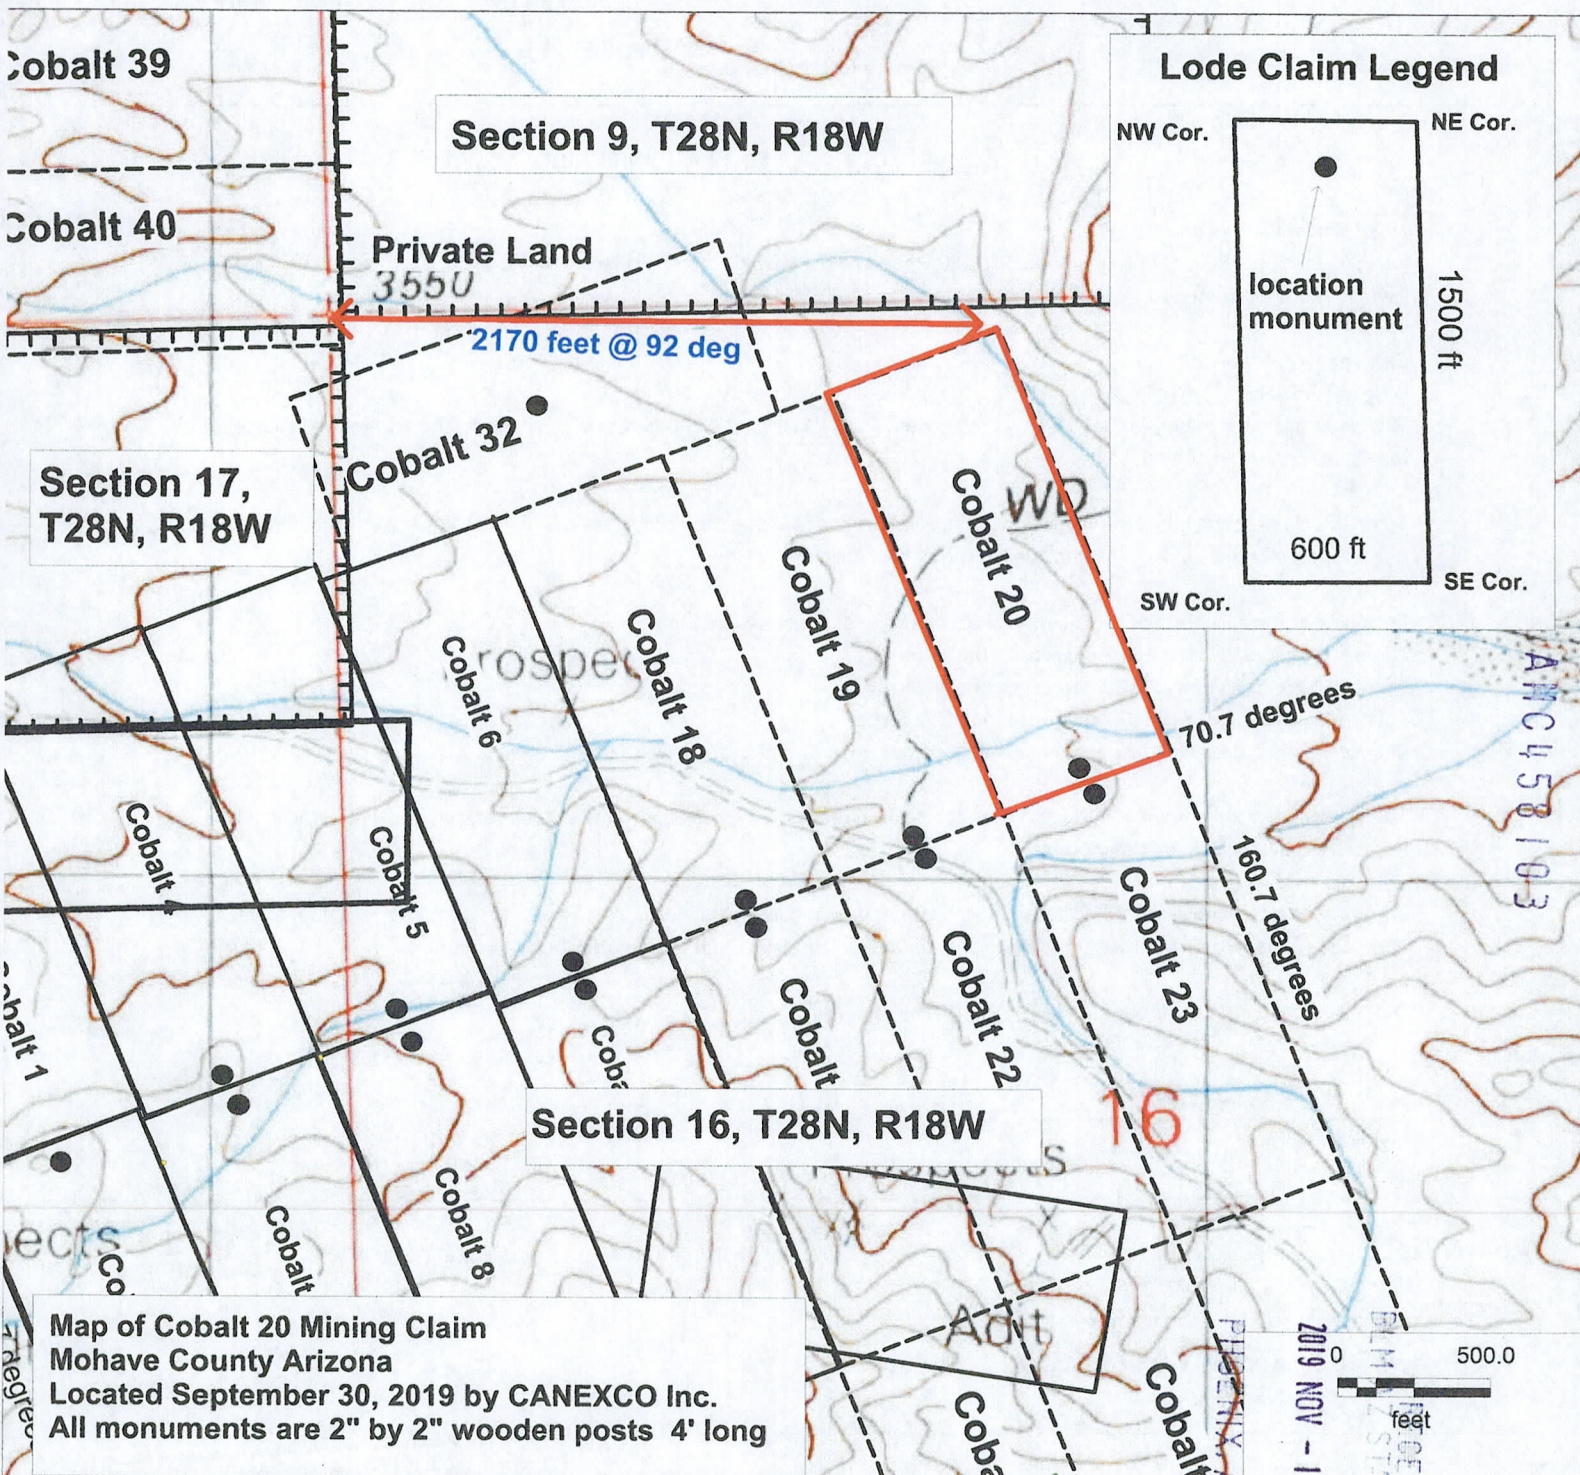 Cobalt 39
Section 9, T28N, R18W
Lode Claim Legend
NW Cor.
NE Cor.
location
monument
1500 ft
600 ft
SW Cor.
SE Cor.
Cobalt 40
Private Land
3550
2170 feet @ 92 deg
Cobalt 32
Section 17,
T28N, R18W
WD
Cobalt 20
Cobalt 19
Cobalt 18
Cobalt 6
70.7 degrees
160.7 degrees
AMC458103
Cobalt 4
Cobalt 5
Cobalt 23
Cobalt 22
Cobalt
Cobalt 1
Section 16, T28N, R18W
16
Cobalt 8
Cobalt
Adit
Cobalt
Map of Cobalt 20 Mining Claim
Mohave County Arizona
Located September 30, 2019 by CANEXCO Inc.
All monuments are 2" by 2" wooden posts 4' long
2019 NOV - 1
0 500.0
feet